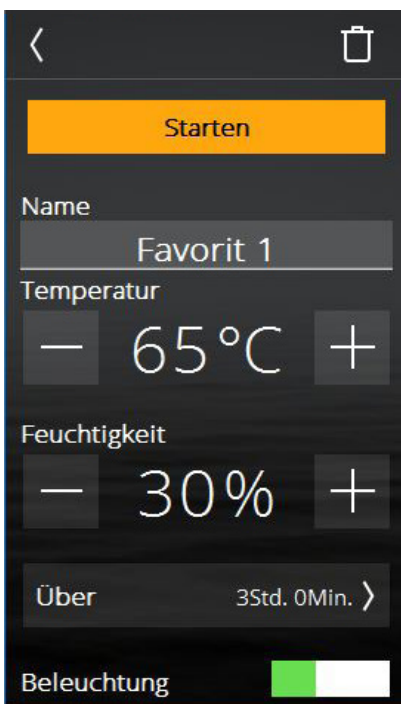 Starten
Name
Favorit 1
Temperatur
65°C
Feuchtigkeit
30%
Über 3Std. 0Min.
Beleuchtung